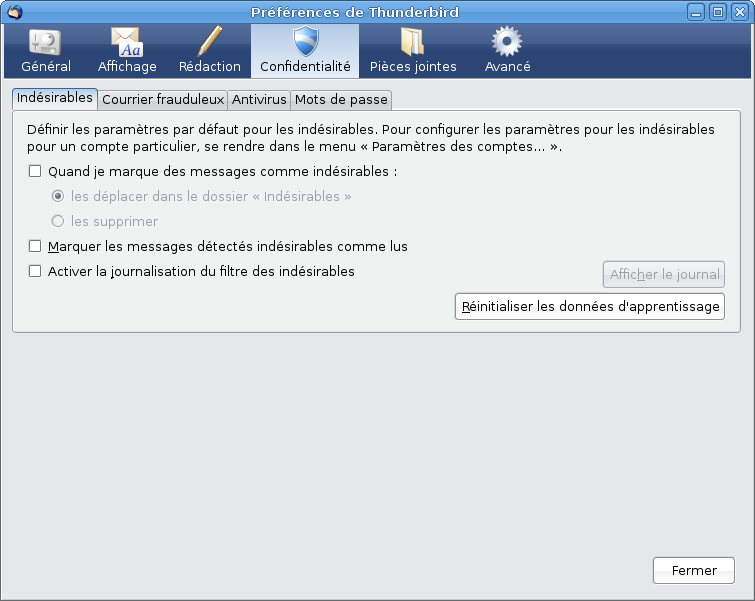 Préférences de Thunderbird
Général Affichage Rédaction Confidentialité Pièces jointes Avancé
Indésirables Courrier frauduleux Antivirus Mots de passe
Définir les paramètres par défaut pour les indésirables. Pour configurer les paramètres pour les indésirables
pour un compte particulier, se rendre dans le menu « Paramètres des comptes... ».
Quand je marque des messages comme indésirables :
les déplacer dans le dossier « Indésirables »
les supprimer
Marquer les messages détectés indésirables comme lus
Activer la journalisation du filtre des indésirables
Afficher le journal
Réinitialiser les données d'apprentissage
Fermer